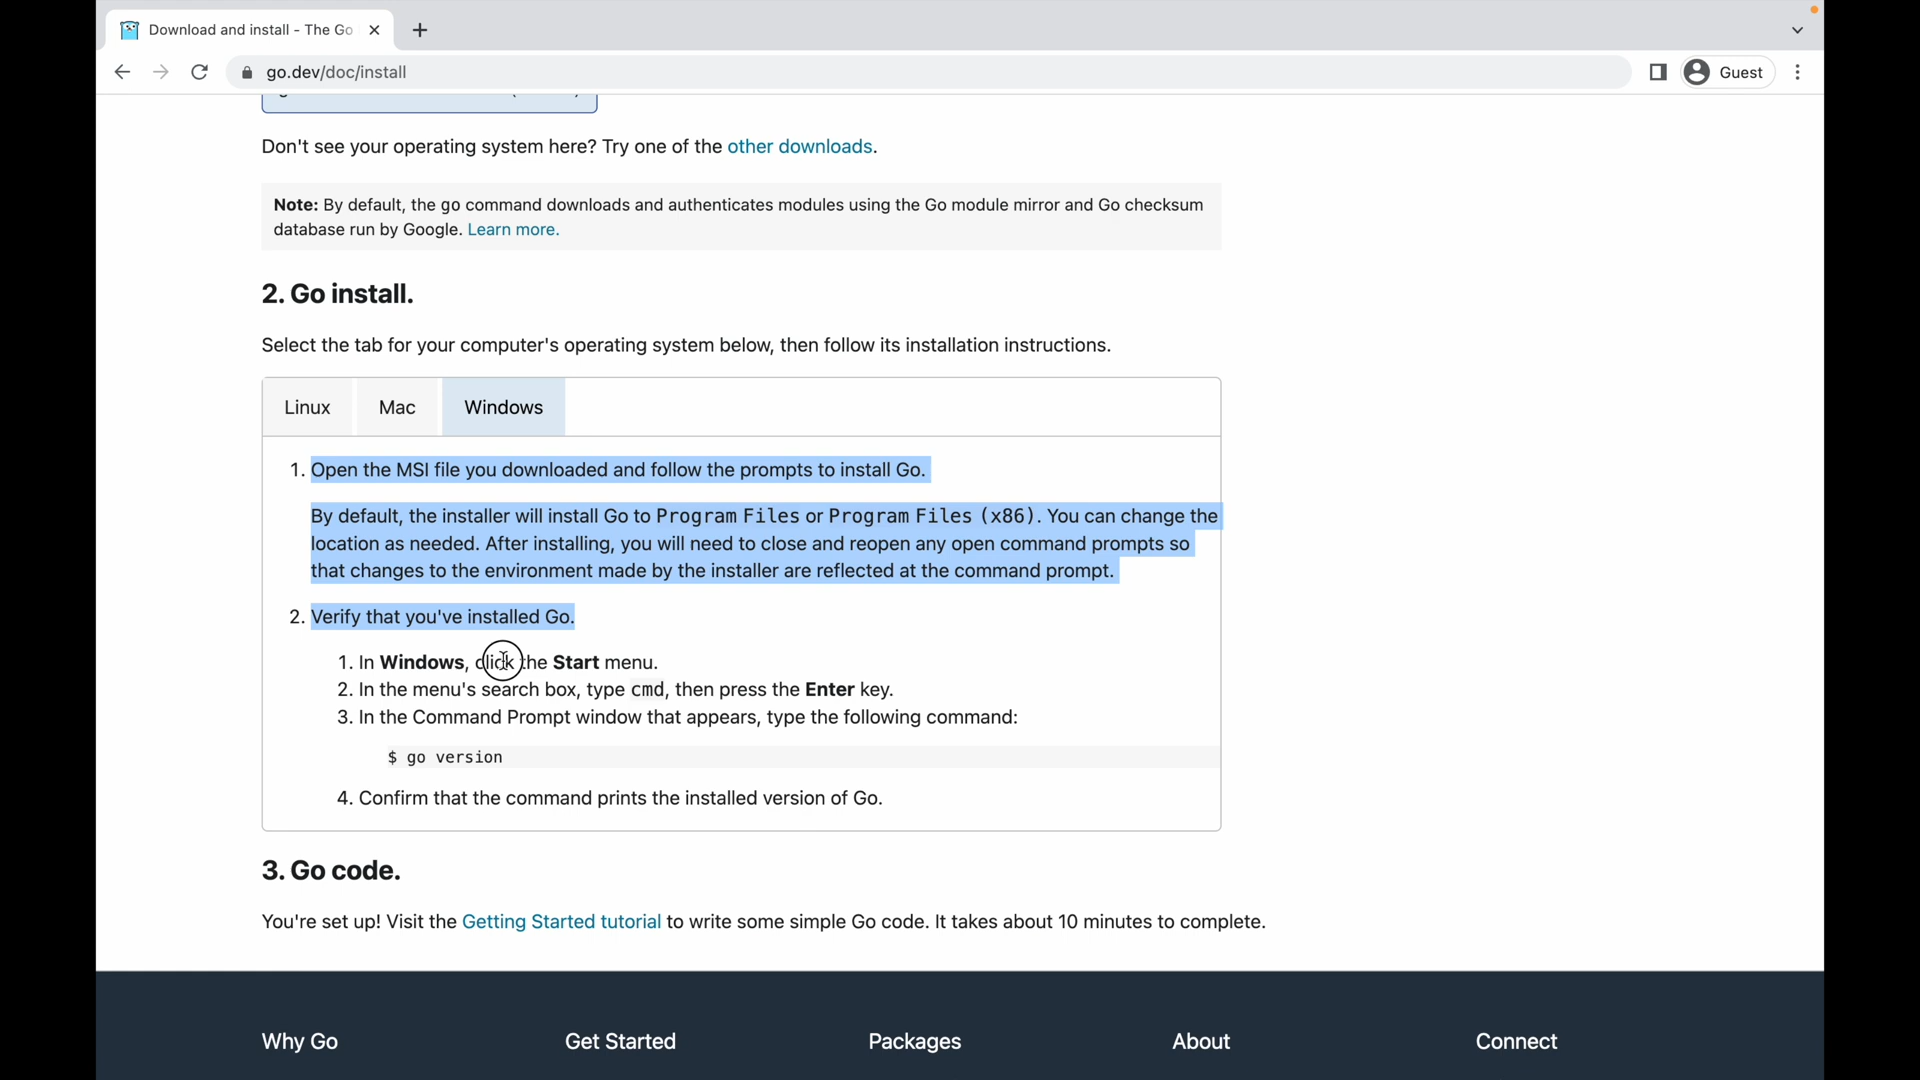 Download and install - The Go
go.dev/doc/install
Guest
Don't see your operating system here? Try one of the other downloads.
Note: By default, the go command downloads and authenticates modules using the Go module mirror and Go checksum
database run by Google. Learn more.
2. Go install.
Select the tab for your computer's operating system below, then follow its installation instructions.
Linux
Mac
Windows
1. Open the MSI file you downloaded and follow the prompts to install Go.
By default, the installer will install Go to Program Files or Program Files (x86). You can change the
location as needed. After installing, you will need to close and reopen any open command prompts so
that changes to the environment made by the installer are reflected at the command prompt.
2. Verify that you've installed Go.
1. In Windows, click the Start menu.
2. In the menu's search box, type cmd, then press the Enter key.
3. In the Command Prompt window that appears, type the following command:
$ go version
4. Confirm that the command prints the installed version of Go.
3. Go code.
You're set up! Visit the Getting Started tutorial to write some simple Go code. It takes about 10 minutes to complete.
Why Go
Get Started
Packages
About
Connect